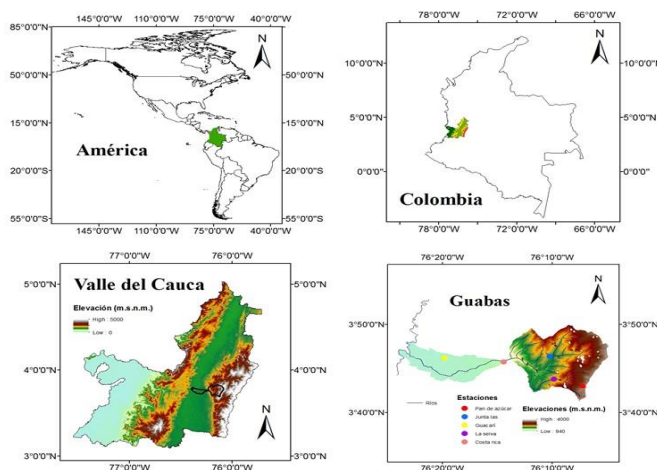 145°0'0"W 110°0'0"W 75°0'0"W 40°0'0"W
85°0'0"N
50°0'0"N
15°0'0"N
15°0'0"S
55°0'0"S
N
50°0'0"N
15°0'0"N
15°0'0"S
55°0'0"S
América
145°0'0"W 110°0'0"W 75°0'0"W 40°0'0"W
78°0'0"W 72°0'0"W 66°0'0"W
N
10°0'0"N
5°0'0"N
0°0'0"
10°0'0"N
5°0'0"N
0°0'0"
Colombia
78°0'0"W 72°0'0"W 66°0'0"W
77°0'0"W 76°0'0"W
Valle del Cauca
Elevación (m.s.n.m.)
High : 5000
Low : 0
5°0'0"N
4°0'0"N
3°0'0"N
5°0'0"N
4°0'0"N
3°0'0"N
N
77°0'0"W 76°0'0"W
76°20'0"W 76°10'0"W
Guabas
N
3°50'0"N
3°40'0"N
3°50'0"N
3°40'0"N
Ríos
Estaciones
Pan de azúcar
Juntas
Guacarí
La selva
Costa rica
Elevaciones (m.s.n.m.)
High : 4000
Low : 940
76°20'0"W 76°10'0"W